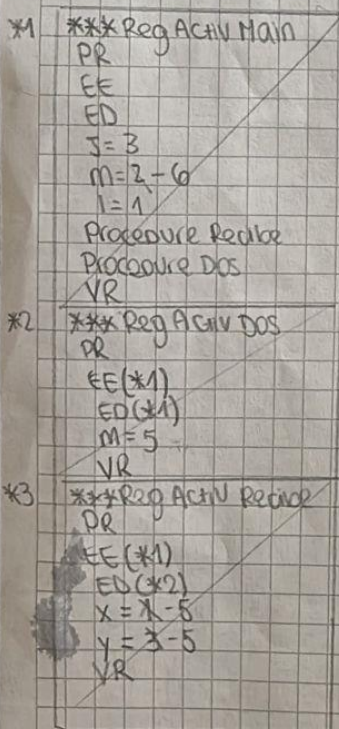 *1 *** Reg Activ Main
PR
EE
ED
J = 3
m = 2 - 6
I = 1
Procedure Recibe
Procedure Dos
VR
*2 *** Reg Activ Dos
PR
EE (*1)
ED (*1)
m = 5
VR
*3 *** Reg Activ Recibe
PR
EE (*1)
ED (*2)
x = 1 - 5
y = 3 - 5
VR